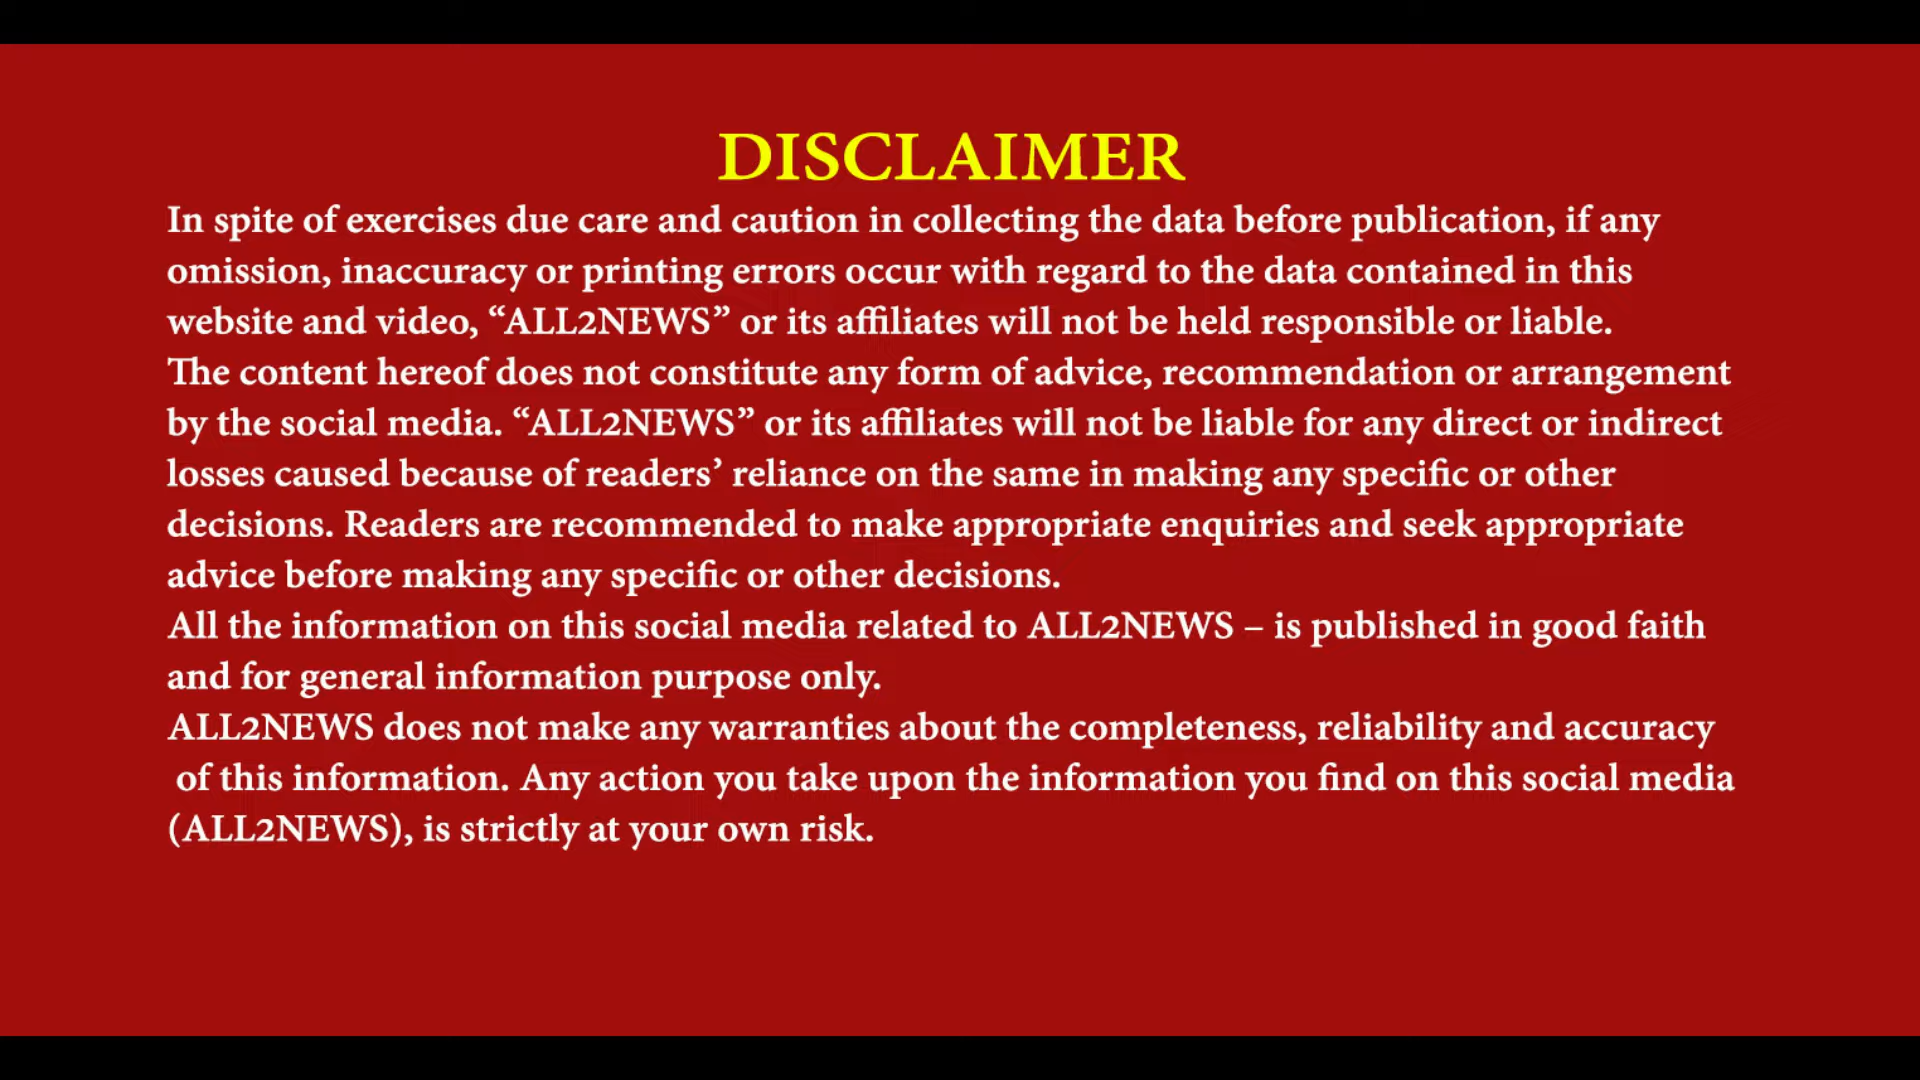 DISCLAIMER
In spite of exercises due care and caution in collecting the data before publication, if any
omission, inaccuracy or printing errors occur with regard to the data contained in this
website and video, “ALL2NEWS” or its affiliates will not be held responsible or liable.
The content hereof does not constitute any form of advice, recommendation or arrangement
by the social media. “ALL2NEWS” or its affiliates will not be liable for any direct or indirect
losses caused because of readers’ reliance on the same in making any specific or other
decisions. Readers are recommended to make appropriate enquiries and seek appropriate
advice before making any specific or other decisions.
All the information on this social media related to ALL2NEWS – is published in good faith
and for general information purpose only.
ALL2NEWS does not make any warranties about the completeness, reliability and accuracy
of this information. Any action you take upon the information you find on this social media
(ALL2NEWS), is strictly at your own risk.